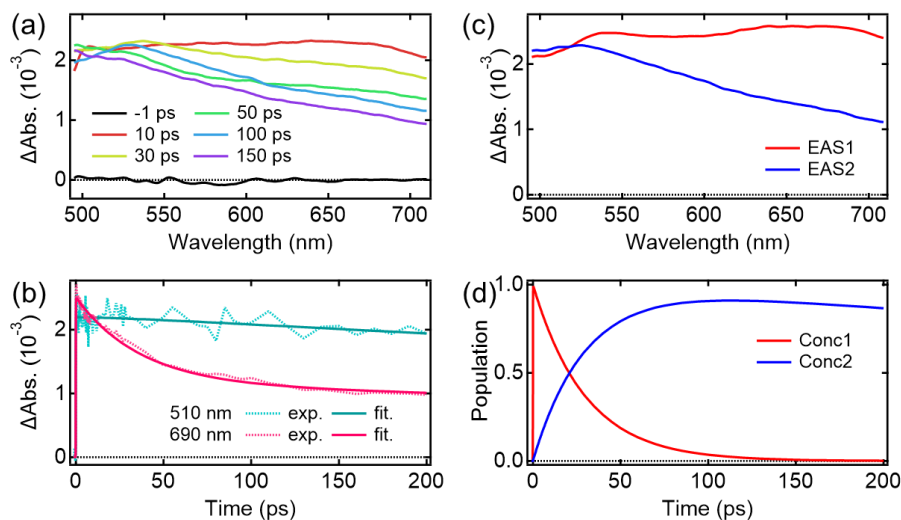 (a)
ΔAbs. (10⁻³)
2
1
0
-1 ps
10 ps
30 ps
50 ps
100 ps
150 ps
500 550 600 650 700
Wavelength (nm)
(c)
ΔAbs. (10⁻³)
2
1
0
EAS1
EAS2
500 550 600 650 700
Wavelength (nm)
(b)
ΔAbs. (10⁻³)
2
1
0
510 nm exp. fit.
690 nm exp. fit.
0 50 100 150 200
Time (ps)
(d)
Population
1.0
0.5
0.0
Conc1
Conc2
0 50 100 150 200
Time (ps)